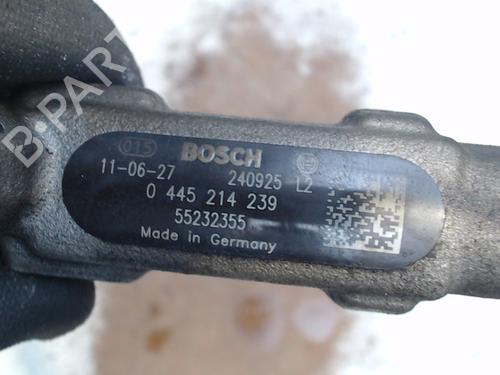 015 BOSCH
11-06-27 240925 L2
0 445 214 239
55232355
Made in Germany
B-PARTS